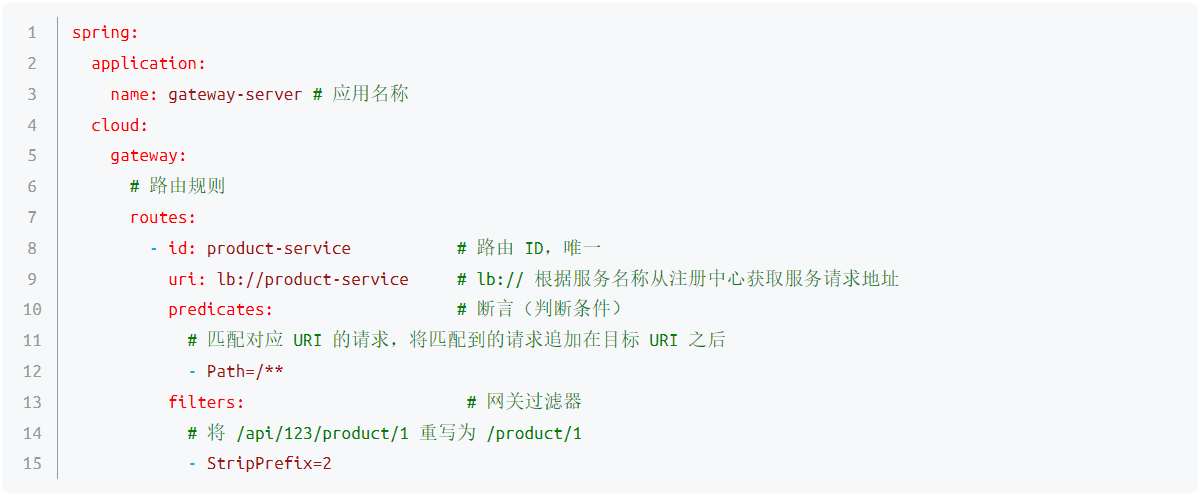 1 spring:
2   application:
3     name: gateway-server # 应用名称
4   cloud:
5     gateway:
6       # 路由规则
7       routes:
8         - id: product-service           # 路由 ID，唯一
9           uri: lb://product-service     # lb:// 根据服务名称从注册中心获取服务请求地址
10           predicates:                   # 断言（判断条件）
11             # 匹配对应 URI 的请求，将匹配到的请求追加在目标 URI 之后
12             - Path=/**
13           filters:                       # 网关过滤器
14             # 将 /api/123/product/1 重写为 /product/1
15             - StripPrefix=2